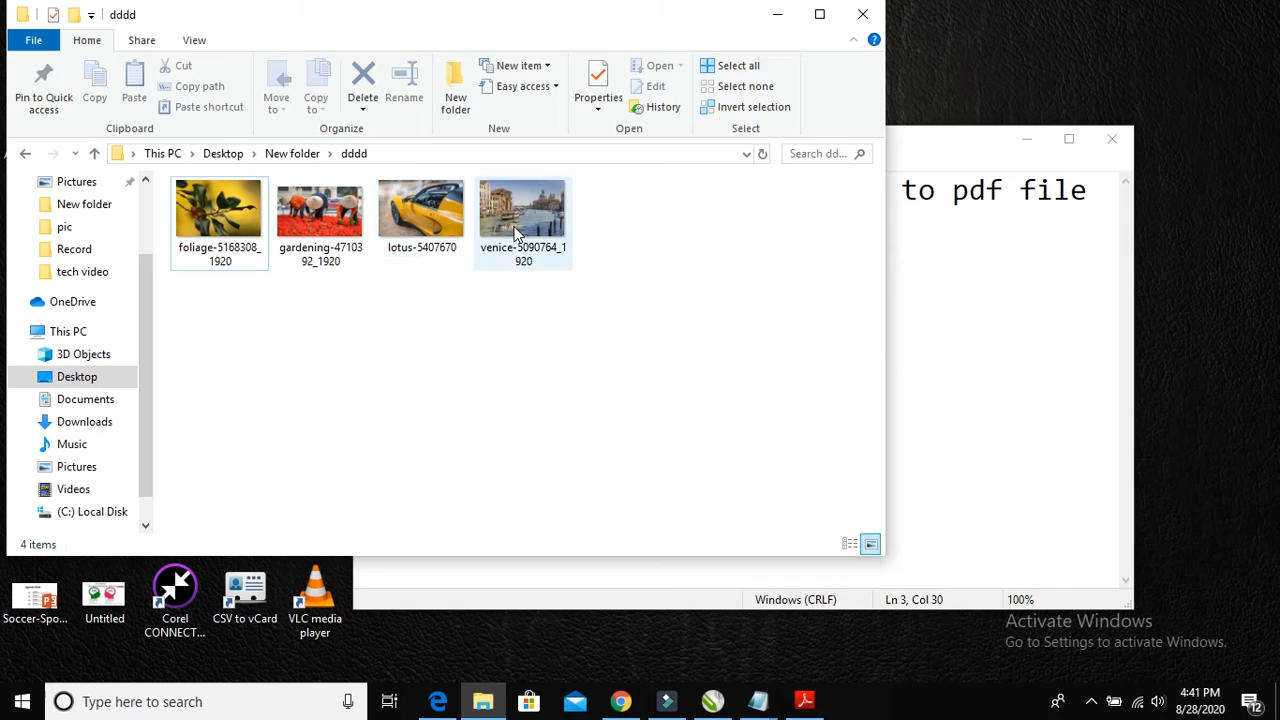 dddd
File
Home
Share
View
Pin to Quick
access
Copy
Paste
Cut
Copy path
Paste shortcut
Move
to
Copy
to
Delete
Rename
New
folder
New item
Easy access
Properties
Open
Edit
History
Select all
Select none
Invert selection
Clipboard
Organize
New
Open
Select
This PC
Desktop
New folder
dddd
Search dd...
to pdf file
Pictures
New folder
pic
Record
tech video
OneDrive
This PC
3D Objects
Desktop
Documents
Downloads
Music
Pictures
Videos
(C:) Local Disk
foliage-5168308_
1920
gardening-47103
92_1920
lotus-5407670
venice-5090764_1
920
4 items
Soccer-Spo...
Untitled
Corel
CONNECT...
CSV to vCard
VLC media
player
Windows (CRLF)
Ln 3, Col 30
100%
Activate Windows
Go to Settings to activate Windows.
Type here to search
4:41 PM
8/28/2020
12